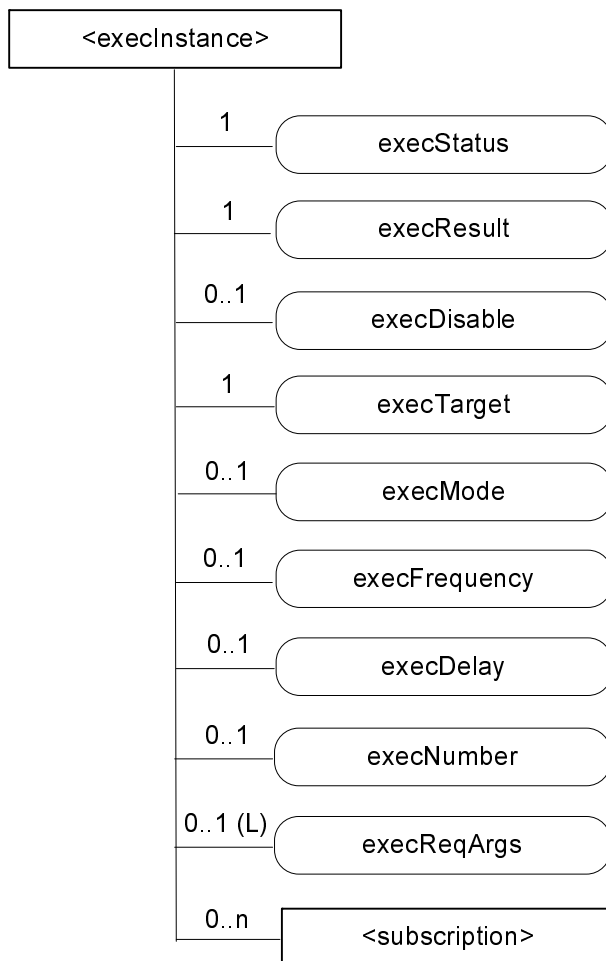 <execInstance>
1
execStatus
1
execResult
0..1
execDisable
1
execTarget
0..1
execMode
0..1
execFrequency
0..1
execDelay
0..1
execNumber
0..1 (L)
execReqArgs
0..n
<subscription>